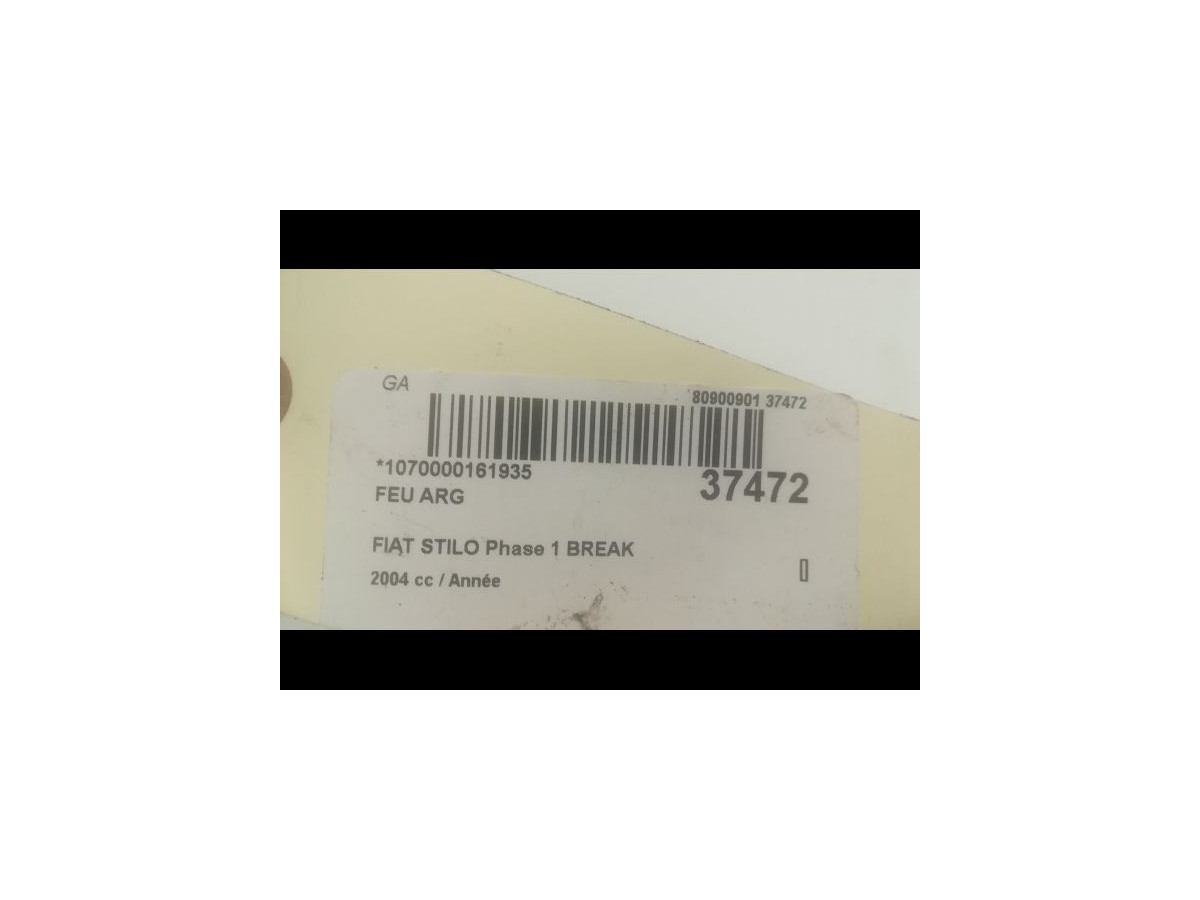 GA
80900901 37472
*1070000161935
37472
FEU ARG
FIAT STILO Phase 1 BREAK
2004 cc / Année